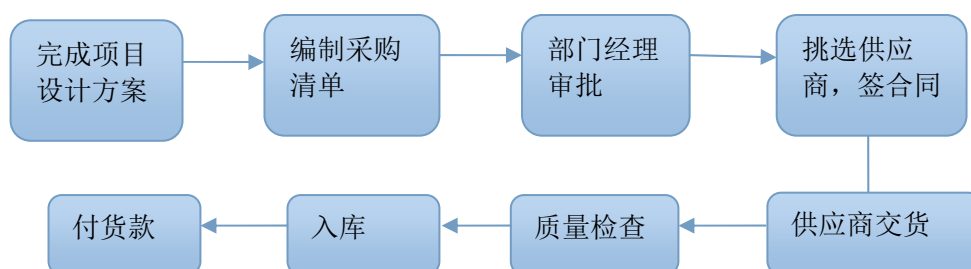 完成项目
设计方案
编制采购
清单
部门经理
审批
挑选供应
商，签合同
供应商交货
质量检查
入库
付货款